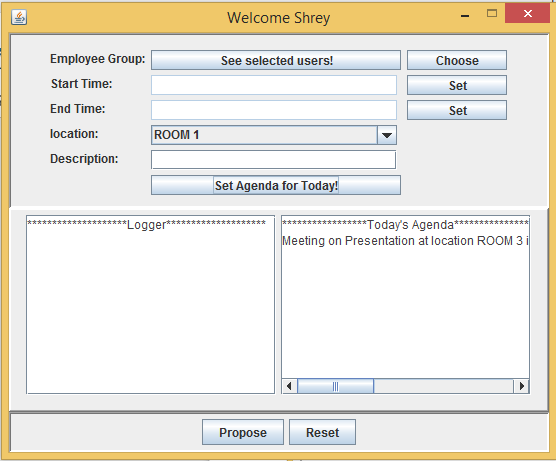 Welcome Shrey
Employee Group: See selected users! Choose
Start Time: Set
End Time: Set
location: ROOM 1
Description:
Set Agenda for Today!
********************Logger********************
*****************Today's Agenda***************
Meeting on Presentation at location ROOM 3 i
Propose Reset